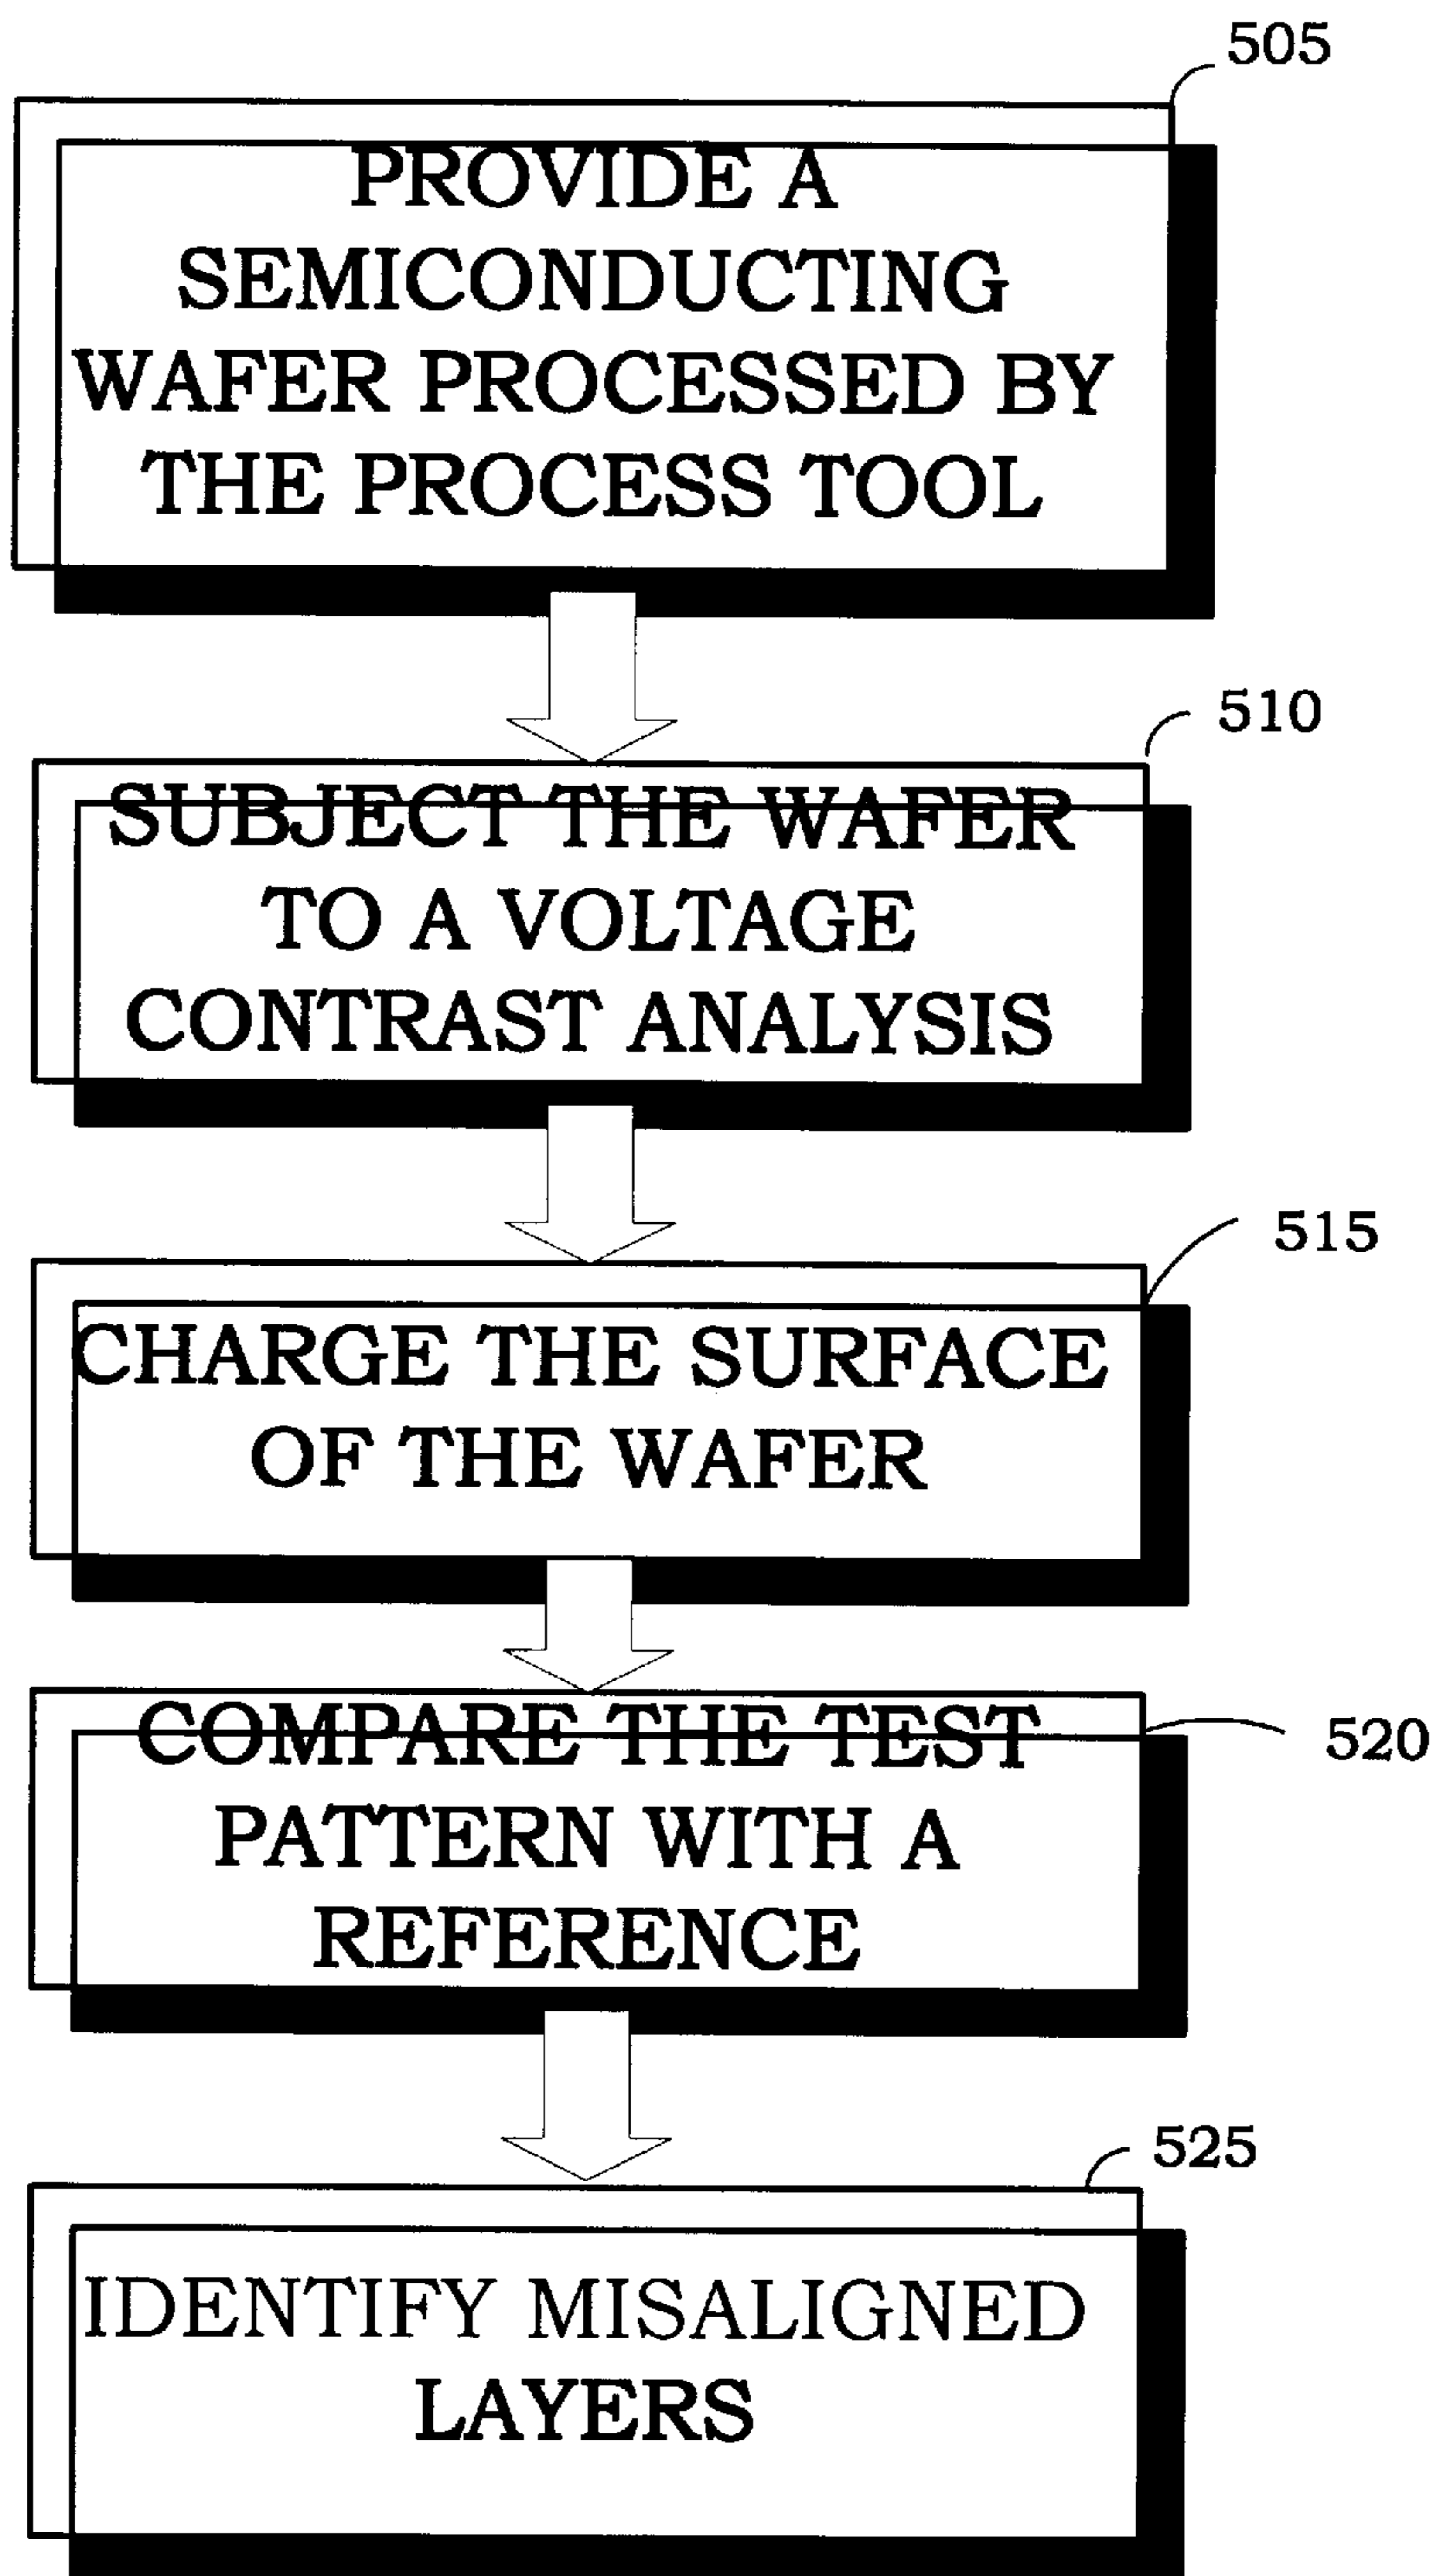 505
PROVIDE A
SEMICONDUCTING
WAFER PROCESSED BY
THE PROCESS TOOL
510
SUBJECT THE WAFER
TO A VOLTAGE
CONTRAST ANALYSIS
515
CHARGE THE SURFACE
OF THE WAFER
COMPARE THE TEST
520
PATTERN WITH A
REFERENCE
525
IDENTIFY MISALIGNED
LAYERS